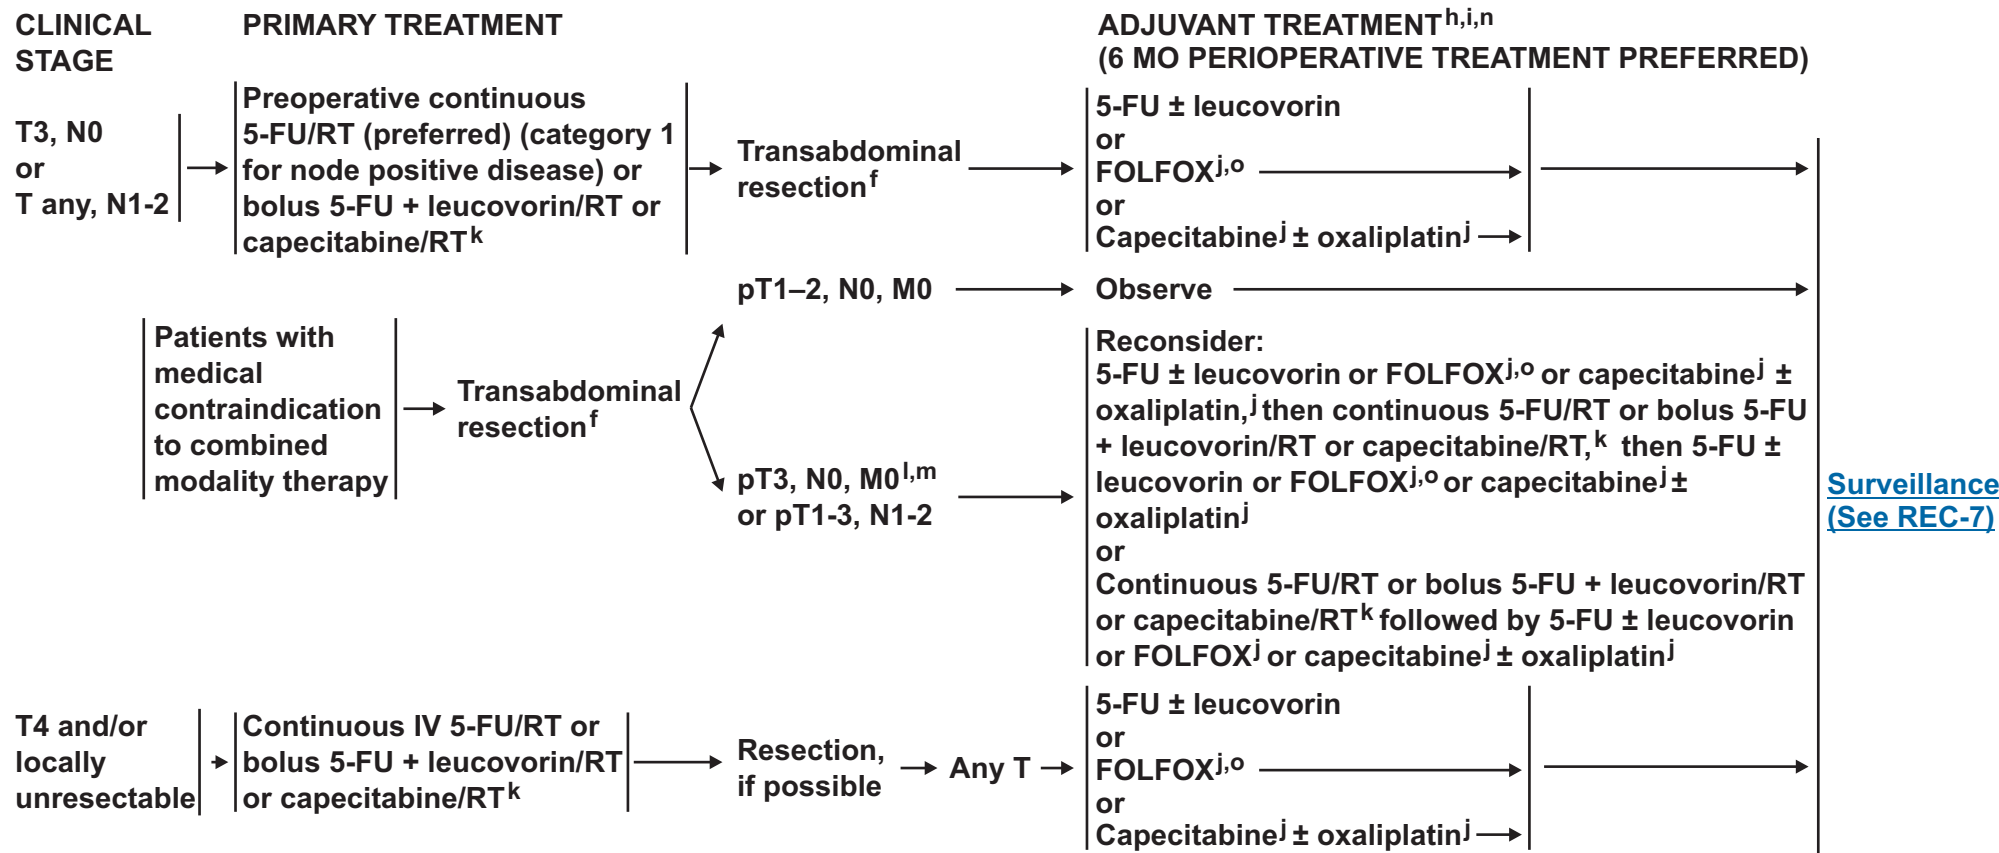 CLINICAL
STAGE
PRIMARY TREATMENT
ADJUVANT TREATMENTh,i,n
(6 MO PERIOPERATIVE TREATMENT PREFERRED)
T3, N0
or
T any, N1-2
Preoperative continuous
5-FU/RT (preferred) (category 1
for node positive disease) or
bolus 5-FU + leucovorin/RT or
capecitabine/RTk
Transabdominal
resectionf
5-FU ± leucovorin
or
FOLFOXj,o
or
Capecitabinej ± oxaliplatinj
Patients with
medical
contraindication
to combined
modality therapy
Transabdominal
resectionf
pT1–2, N0, M0
Observe
pT3, N0, M0l,m
or pT1-3, N1-2
Reconsider:
5-FU ± leucovorin or FOLFOXj,o or capecitabinej ±
oxaliplatin,j then continuous 5-FU/RT or bolus 5-FU
+ leucovorin/RT or capecitabine/RT,k then 5-FU ±
leucovorin or FOLFOXj,o or capecitabinej ±
oxaliplatinj
or
Continuous 5-FU/RT or bolus 5-FU + leucovorin/RT
or capecitabine/RTk followed by 5-FU ± leucovorin
or FOLFOXj or capecitabinej ± oxaliplatinj
Surveillance
(See REC-7)
T4 and/or
locally
unresectable
Continuous IV 5-FU/RT or
bolus 5-FU + leucovorin/RT
or capecitabine/RTk
Resection,
if possible
Any T
5-FU ± leucovorin
or
FOLFOXj,o
or
Capecitabinej ± oxaliplatinj